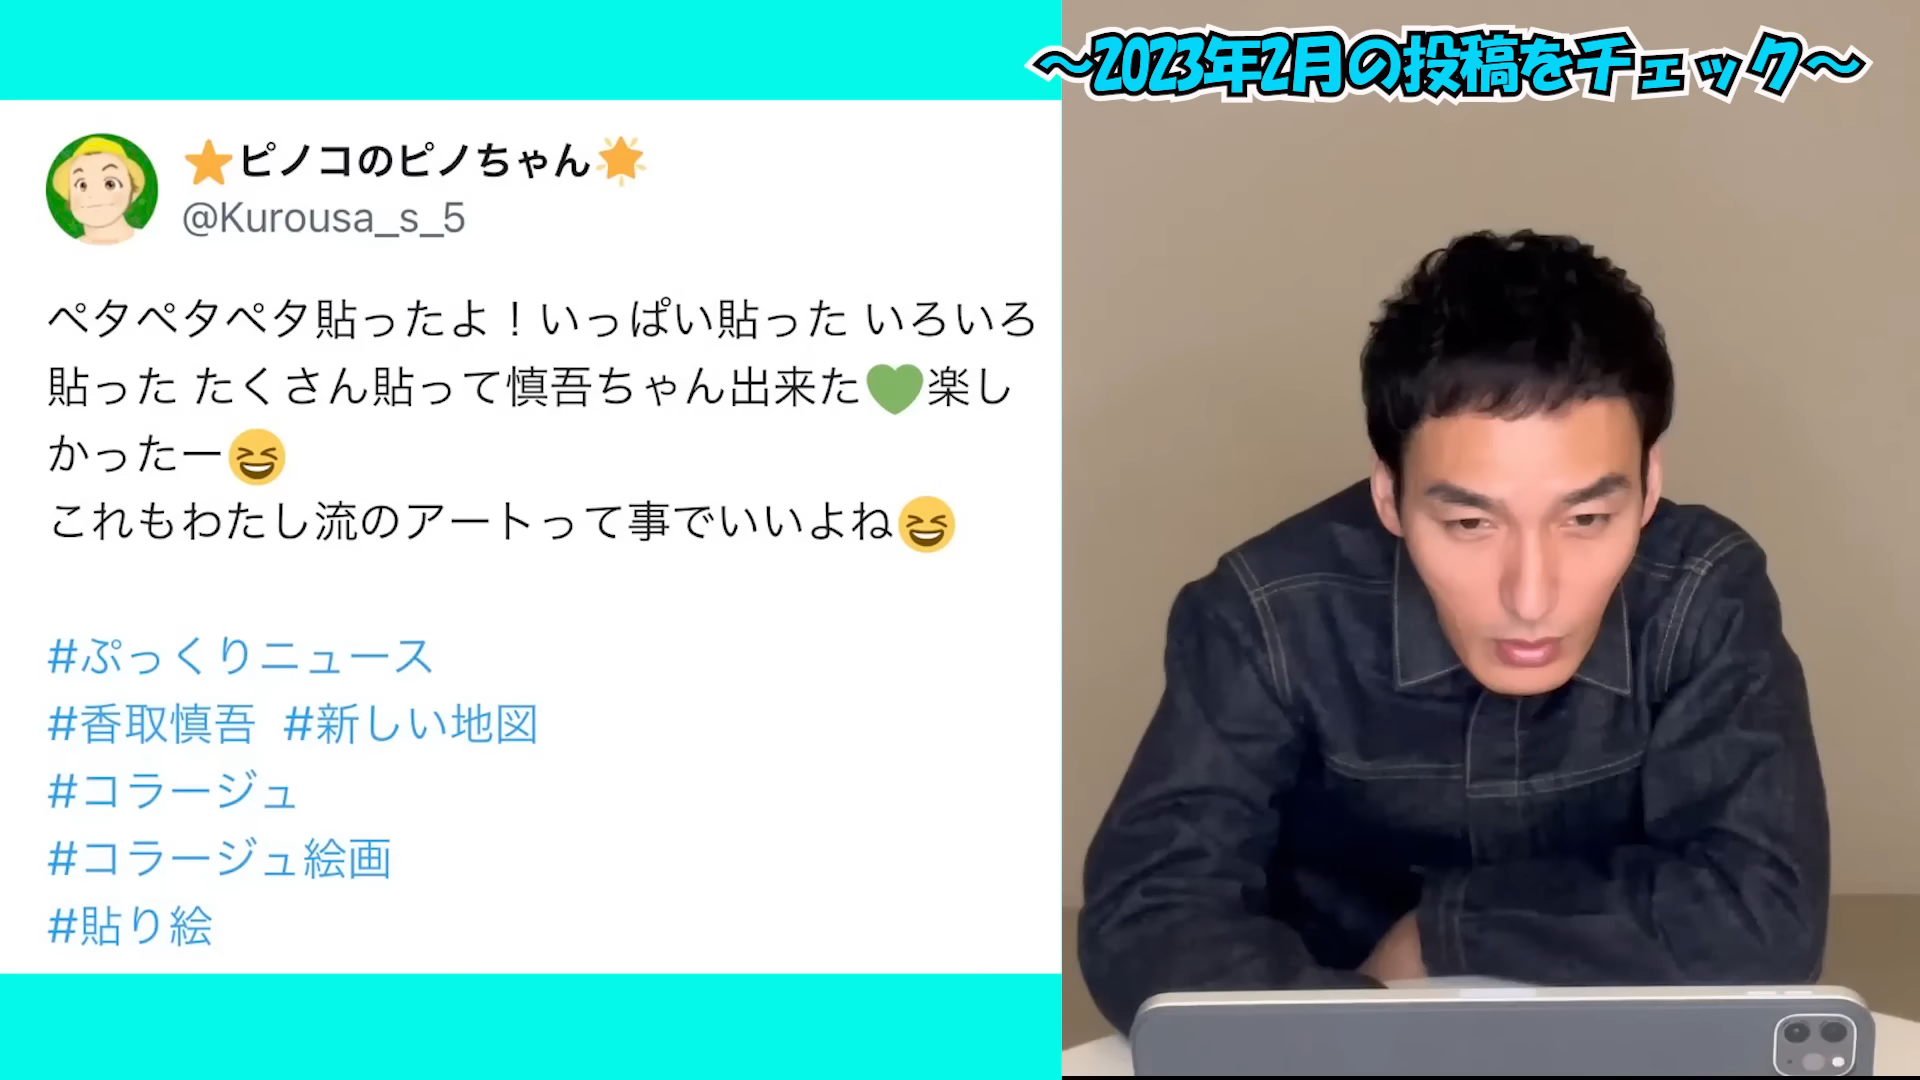 ～2023年2月の投稿をチェック～
⭐ピノコのピノちゃん🌟
@Kurousa_s_5
ペタペタペタ貼ったよ！いっぱい貼った いろいろ
貼った たくさん貼って慎吾ちゃん出来た💚楽し
かったー😆
これもわたし流のアートって事でいいよね😆
#ぷっくりニュース
#香取慎吾 #新しい地図
#コラージュ
#コラージュ絵画
#貼り絵